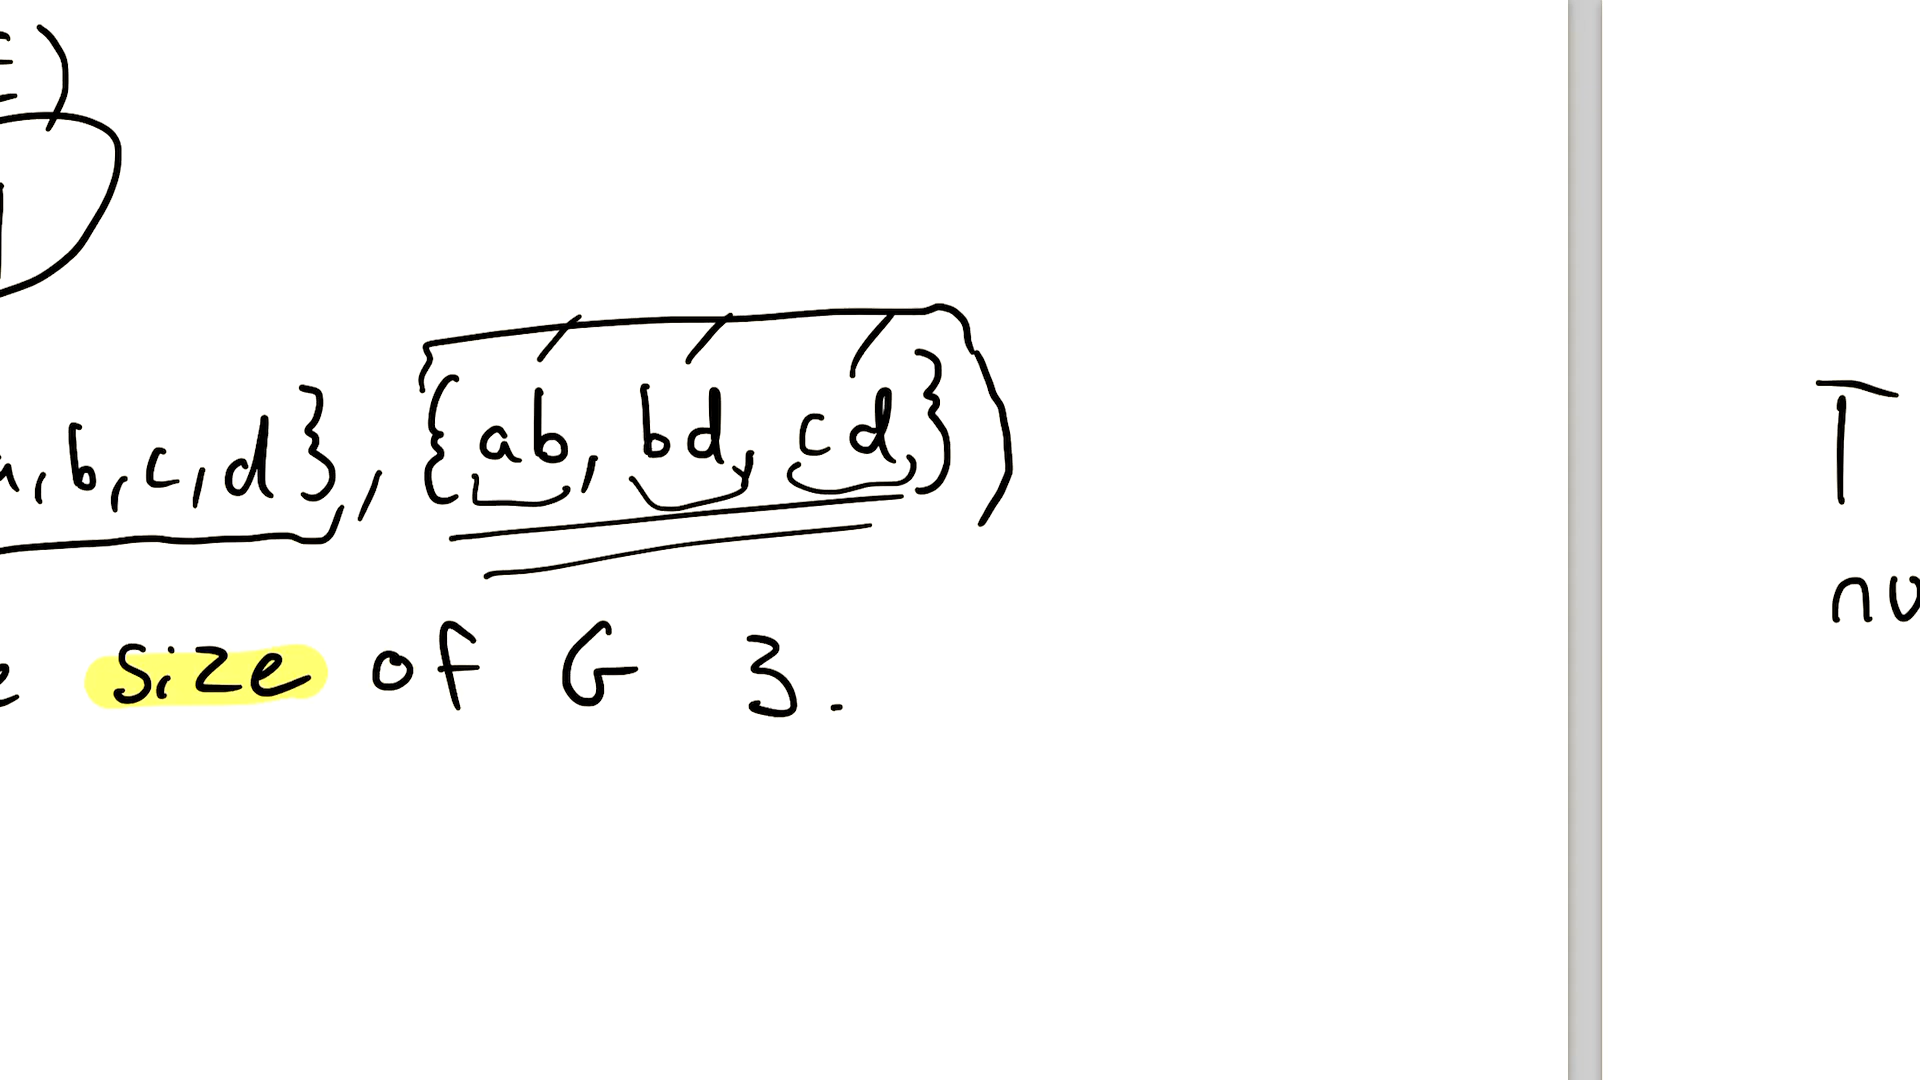 E)
a,b,c,d}, {ab, bd, cd,})
size of G 3.
T
nu